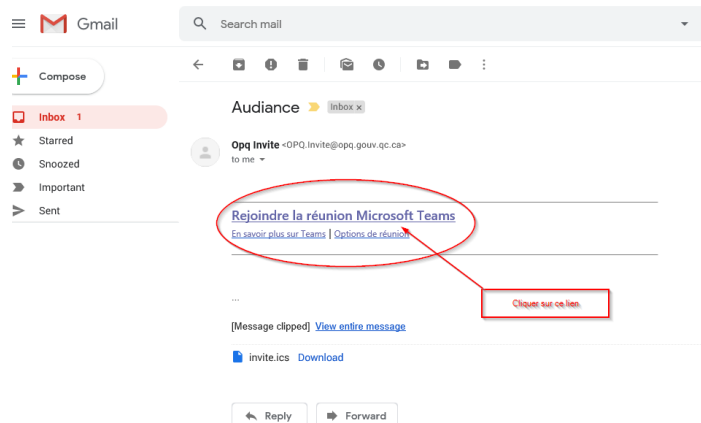 Gmail
Search mail
Compose
Inbox 1
Starred
Snoozed
Important
Sent
Audiance Inbox x
Opq Invite <OPQ.Invite@opq.gouv.qc.ca>
to me
Rejoindre la réunion Microsoft Teams
En savoir plus sur Teams | Options de réunion
Cliquer sur ce lien
...
[Message clipped] View entire message
invite.ics Download
Reply Forward